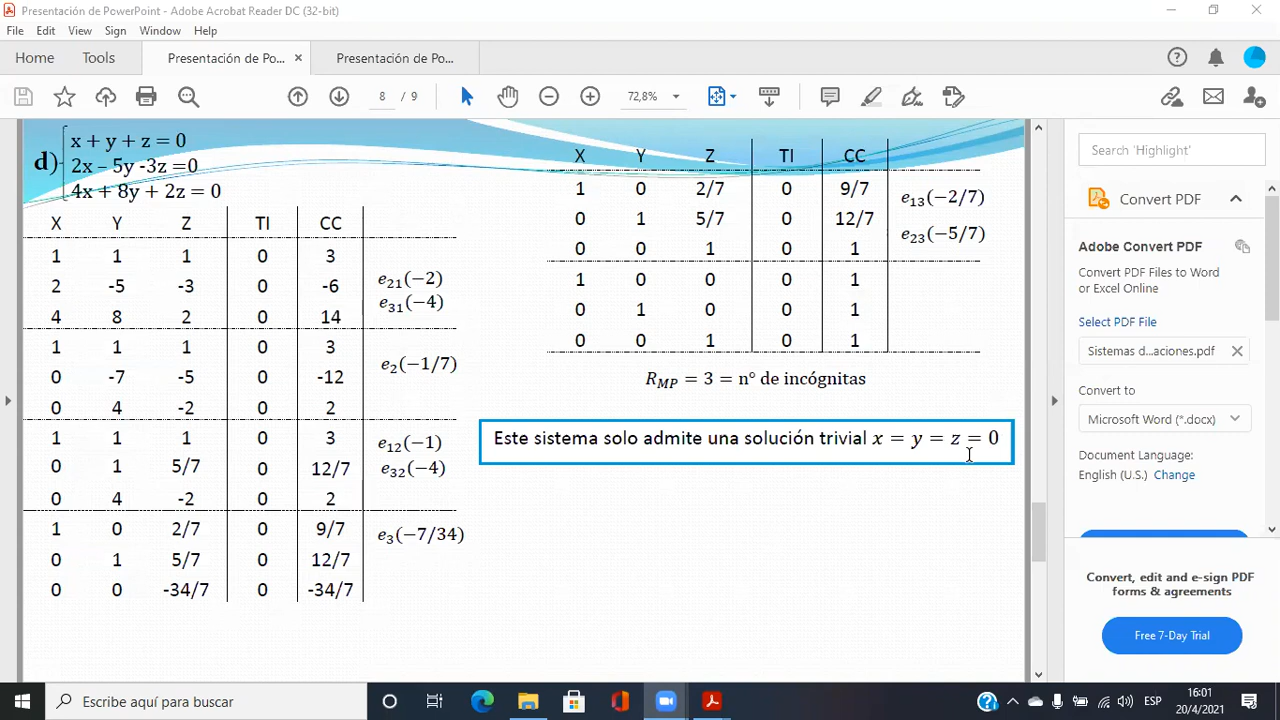 Presentación de PowerPoint - Adobe Acrobat Reader DC (32-bit)
File Edit View Sign Window Help
Home Tools Presentación de Po... × Presentación de Po...
8 / 9 72,8%
d) x + y + z = 0
2x – 5y -3z =0
4x + 8y + 2z = 0
X Y Z TI CC
1 1 1 0 3
2 -5 -3 0 -6 e₂₁(−2)
4 8 2 0 14 e₃₁(−4)
1 1 1 0 3
0 -7 -5 0 -12 e₂(−1/7)
0 4 -2 0 2
1 1 1 0 3 e₁₂(−1)
0 1 5/7 0 12/7 e₃₂(−4)
0 4 -2 0 2
1 0 2/7 0 9/7 e₃(−7/34)
0 1 5/7 0 12/7
0 0 -34/7 0 -34/7
X Y Z TI CC
1 0 2/7 0 9/7 e₁₃(−2/7)
0 1 5/7 0 12/7 e₂₃(−5/7)
0 0 1 0 1
1 0 0 0 1
0 1 0 0 1
0 0 1 0 1
R_MP = 3 = n° de incógnitas
Este sistema solo admite una solución trivial x = y = z = 0
Search 'Highlight'
Convert PDF
Adobe Convert PDF
Convert PDF Files to Word
or Excel Online
Select PDF File
Sistemas d...aciones.pdf ×
Convert to
Microsoft Word (*.docx)
Document Language:
English (U.S.) Change
Convert, edit and e-sign PDF
forms & agreements
Free 7-Day Trial
Escribe aquí para buscar
ESP
16:01
20/4/2021